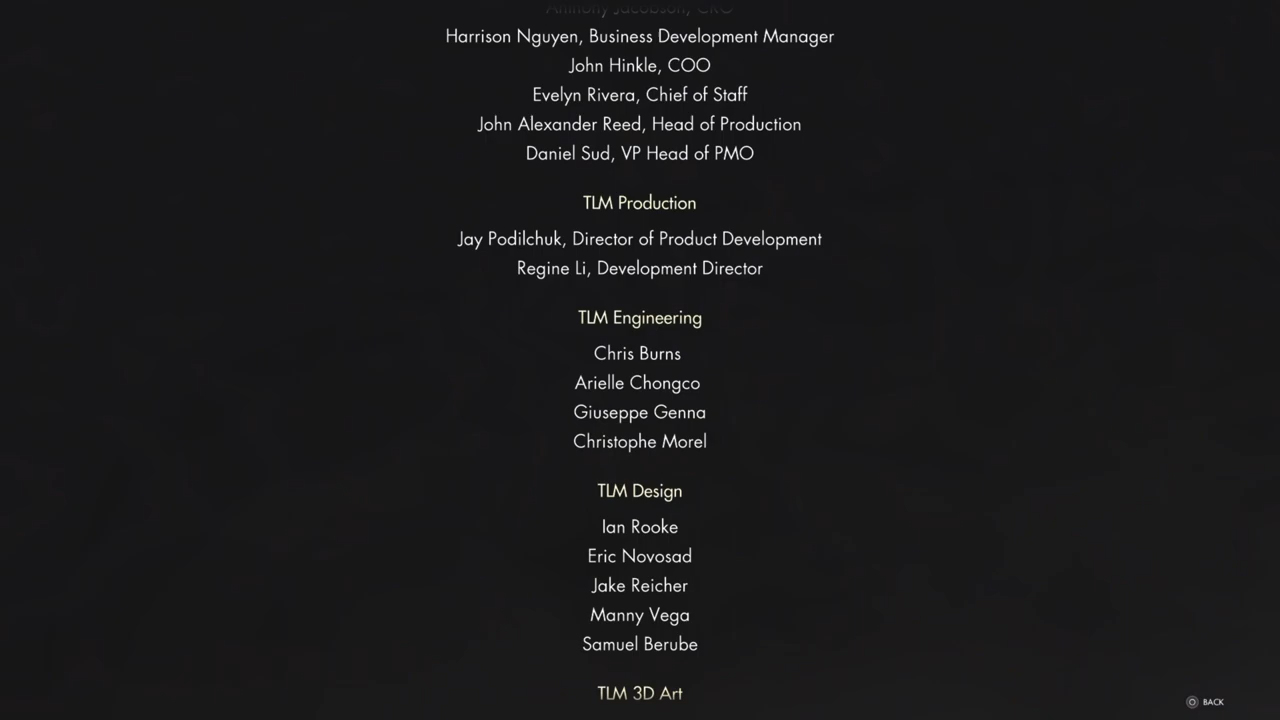 Anthony Jacobson, CRO
Harrison Nguyen, Business Development Manager
John Hinkle, COO
Evelyn Rivera, Chief of Staff
John Alexander Reed, Head of Production
Daniel Sud, VP Head of PMO
TLM Production
Jay Podilchuk, Director of Product Development
Regine Li, Development Director
TLM Engineering
Chris Burns
Arielle Chongco
Giuseppe Genna
Christophe Morel
TLM Design
Ian Rooke
Eric Novosad
Jake Reicher
Manny Vega
Samuel Berube
TLM 3D Art
BACK